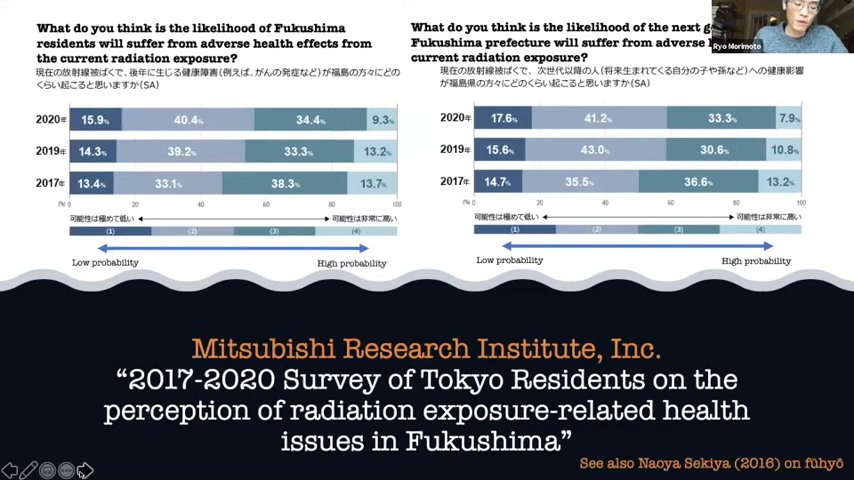 What do you think is the likelihood of Fukushima
residents will suffer from adverse health effects from
the current radiation exposure?
現在の放射線被ばくで、後年に生じる健康障害(例えば、がんの発症など)が福島の方々にどの
くらい起こると思いますか(SA)
2020年 15.9% 40.4% 34.4% 9.3%
2019年 14.3% 39.2% 33.3% 13.2%
2017年 13.4% 33.1% 38.3% 13.7%
(%) 0 20 40 60 80 100
可能性は極めて低い 可能性は非常に高い
(1) (2) (3) (4)
Low probability High probability
What do you think is the likelihood of the next g
Fukushima prefecture will suffer from adverse
current radiation exposure?
現在の放射線被ばくで、次世代以降の人(将来生まれてくる自分の子や孫など)への健康影響
が福島県の方々にどのくらい起こると思いますか(SA)
2020年 17.6% 41.2% 33.3% 7.9%
2019年 15.6% 43.0% 30.6% 10.8%
2017年 14.7% 35.5% 36.6% 13.2%
(%) 0 20 40 60 80 100
可能性は極めて低い 可能性は非常に高い
(1) (2) (3) (4)
Low probability High probability
Ryo Morimoto
Mitsubishi Research Institute, Inc.
“2017-2020 Survey of Tokyo Residents on the
perception of radiation exposure-related health
issues in Fukushima”
See also Naoya Sekiya (2016) on fūhyō